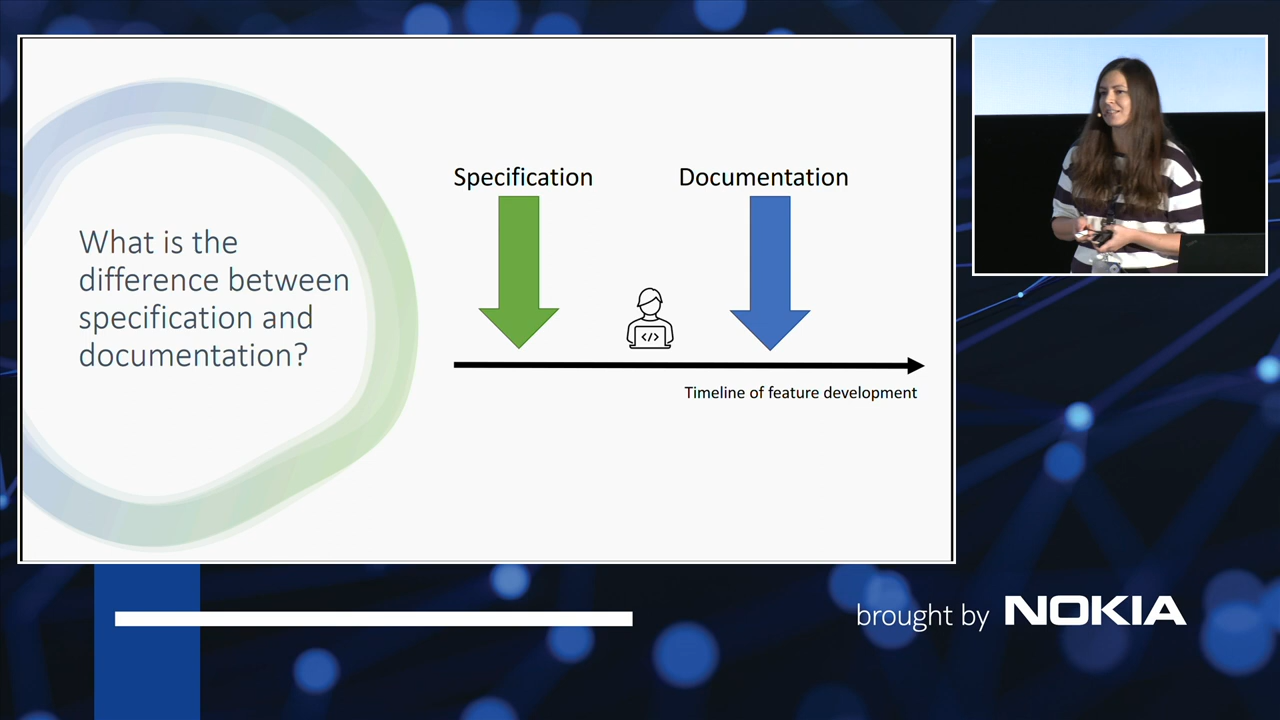 What is the
difference between
specification and
documentation?
Specification
Documentation
</>
Timeline of feature development
brought by NOKIA